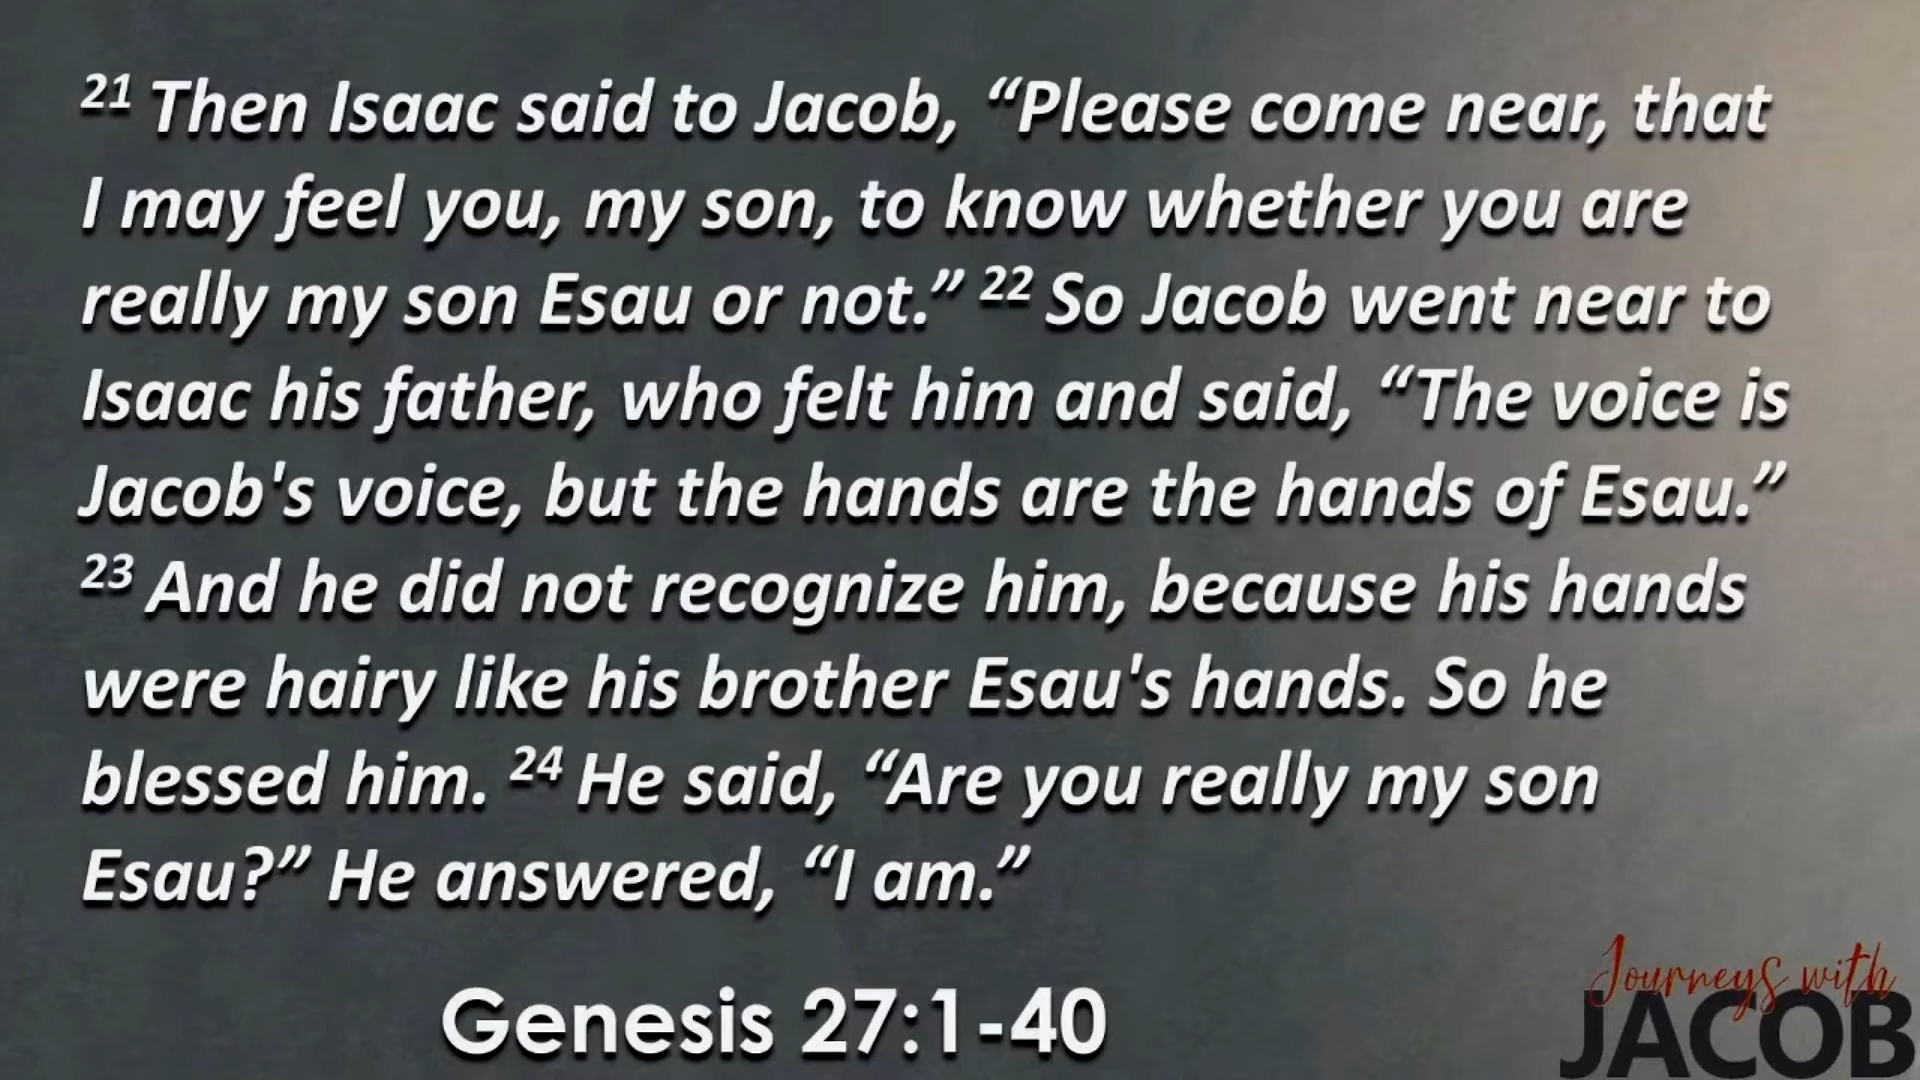 21 Then Isaac said to Jacob, “Please come near, that
I may feel you, my son, to know whether you are
really my son Esau or not.” 22 So Jacob went near to
Isaac his father, who felt him and said, “The voice is
Jacob's voice, but the hands are the hands of Esau.”
23 And he did not recognize him, because his hands
were hairy like his brother Esau's hands. So he
blessed him. 24 He said, “Are you really my son
Esau?” He answered, “I am.”
Genesis 27:1-40
Journeys with
JACOB